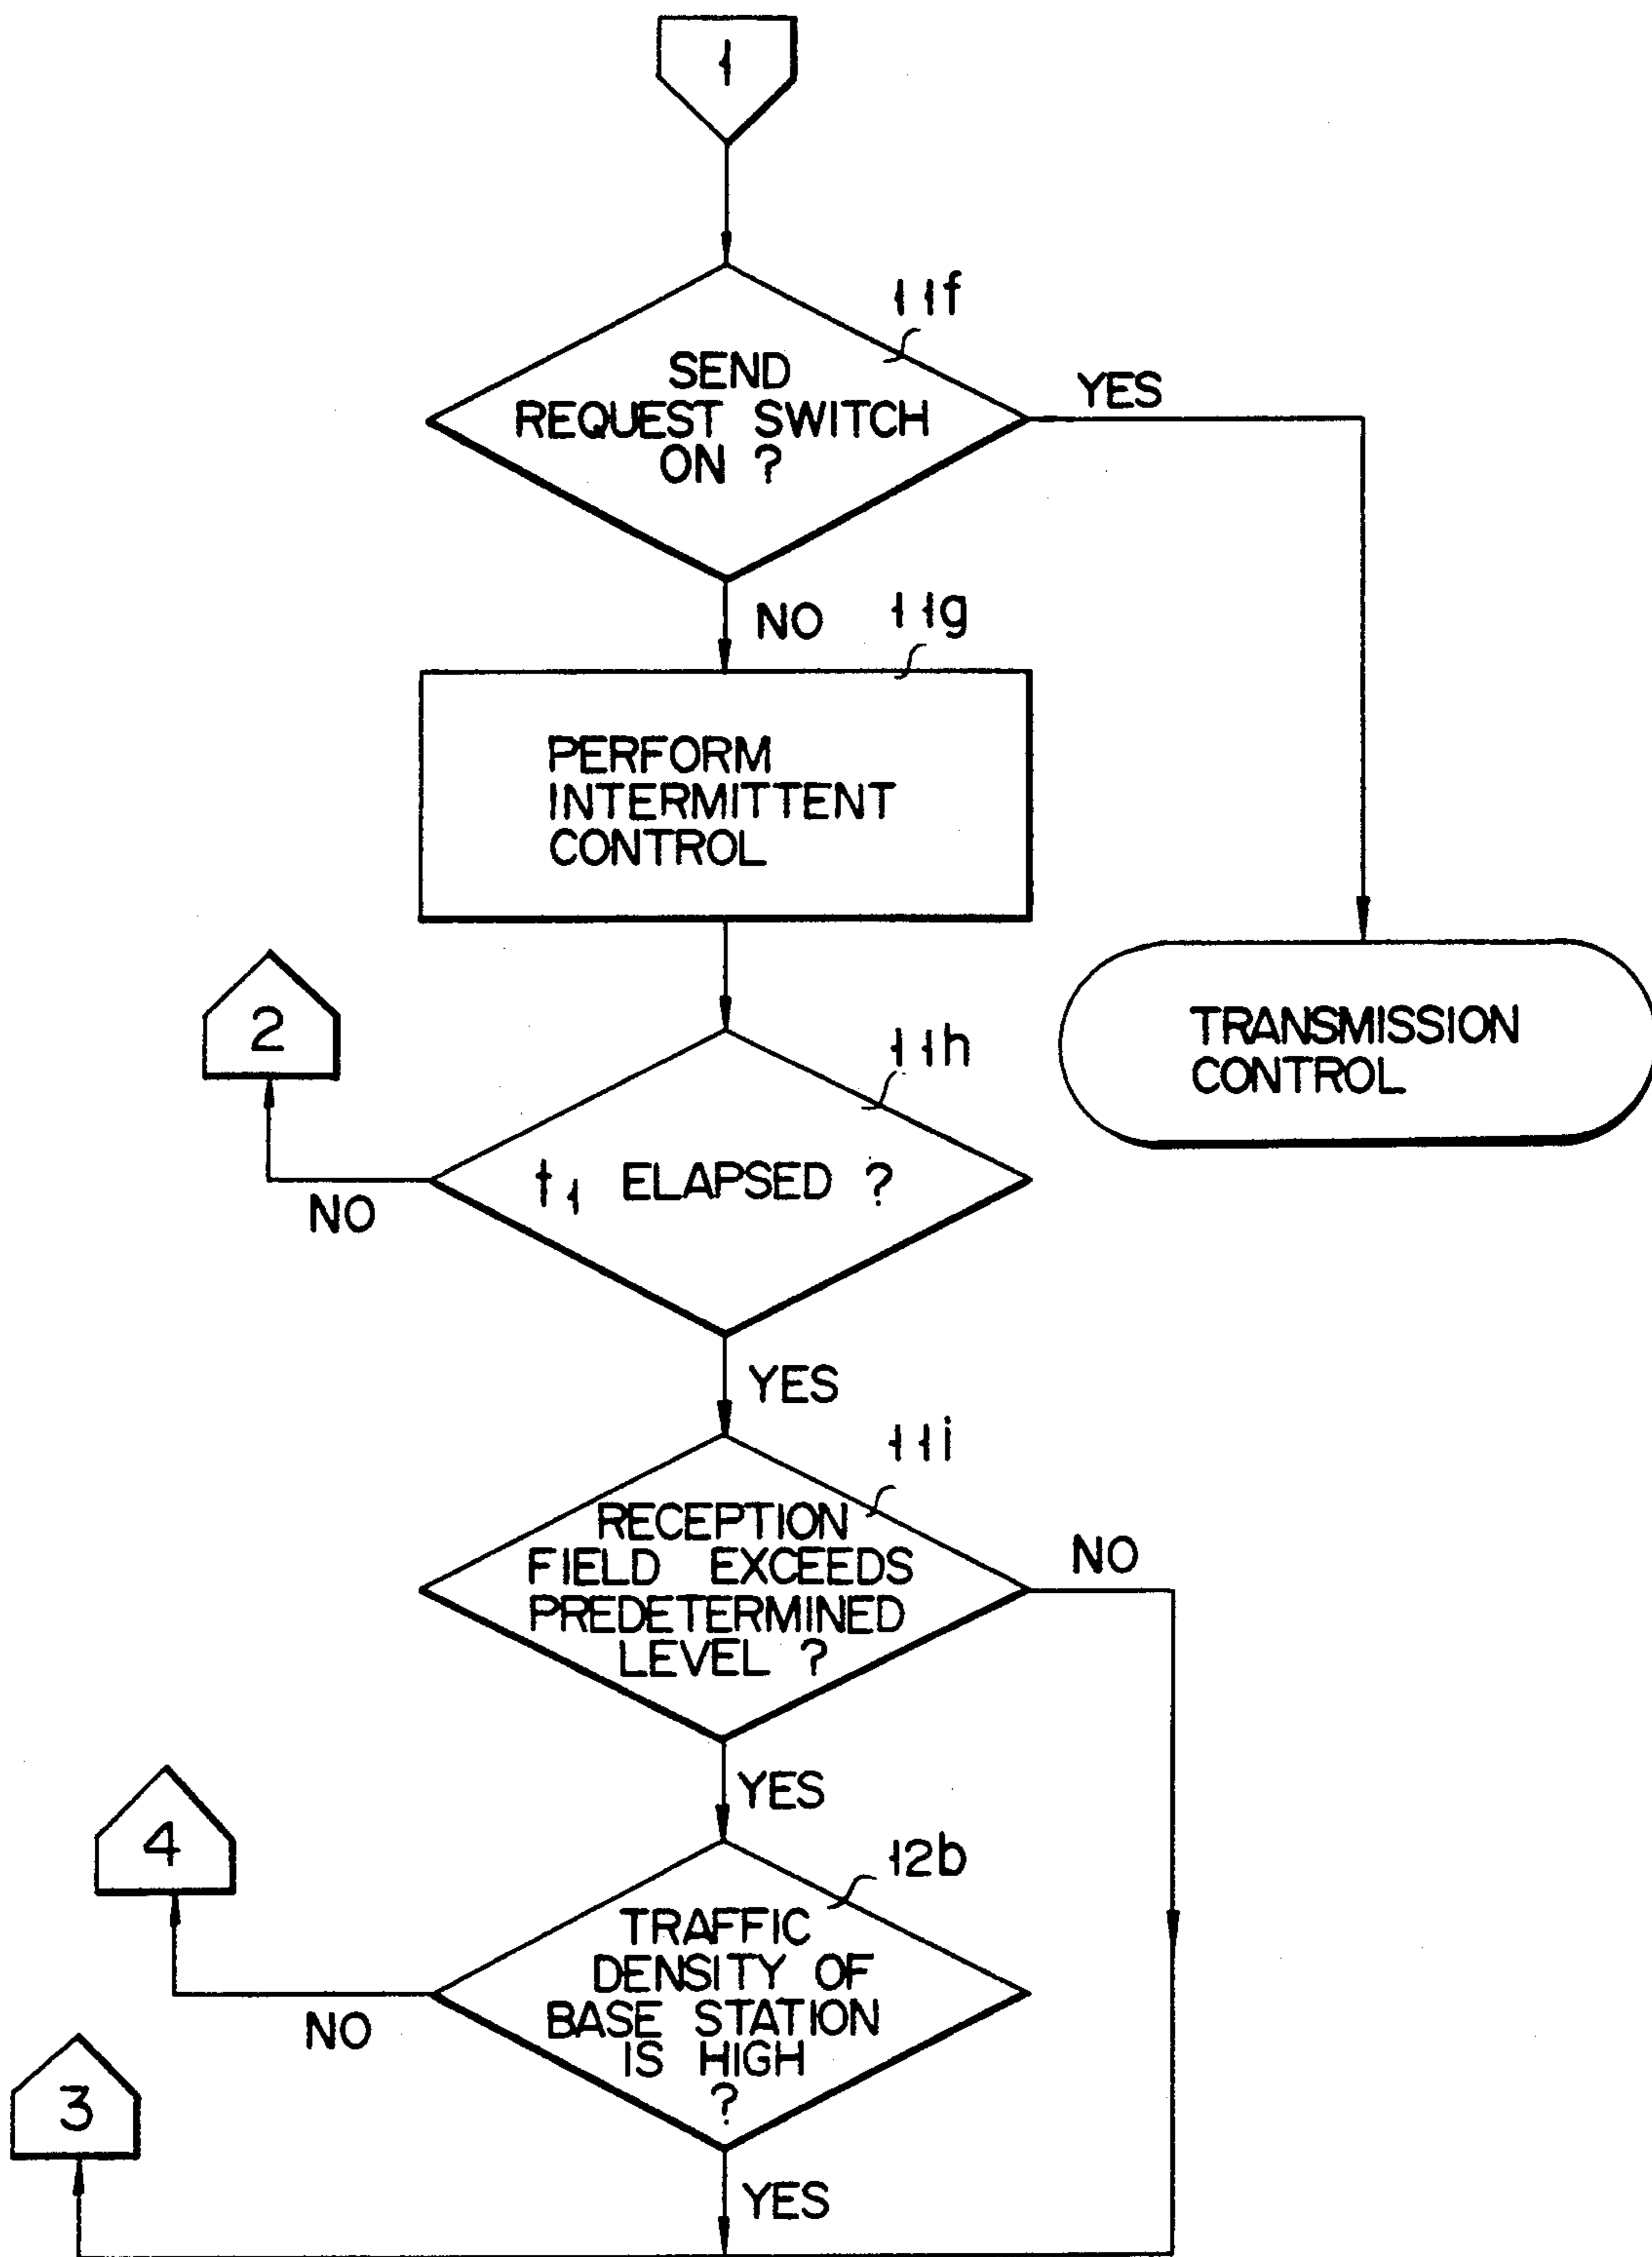 1
11f
SEND
REQUEST SWITCH
ON ?
YES
NO
11g
PERFORM
INTERMITTENT
CONTROL
TRANSMISSION
CONTROL
2
11h
t1 ELAPSED ?
NO
YES
11i
RECEPTION
FIELD EXCEEDS
PREDETERMINED
LEVEL ?
NO
YES
4
12b
TRAFFIC
DENSITY OF
BASE STATION
IS HIGH
?
NO
3
YES